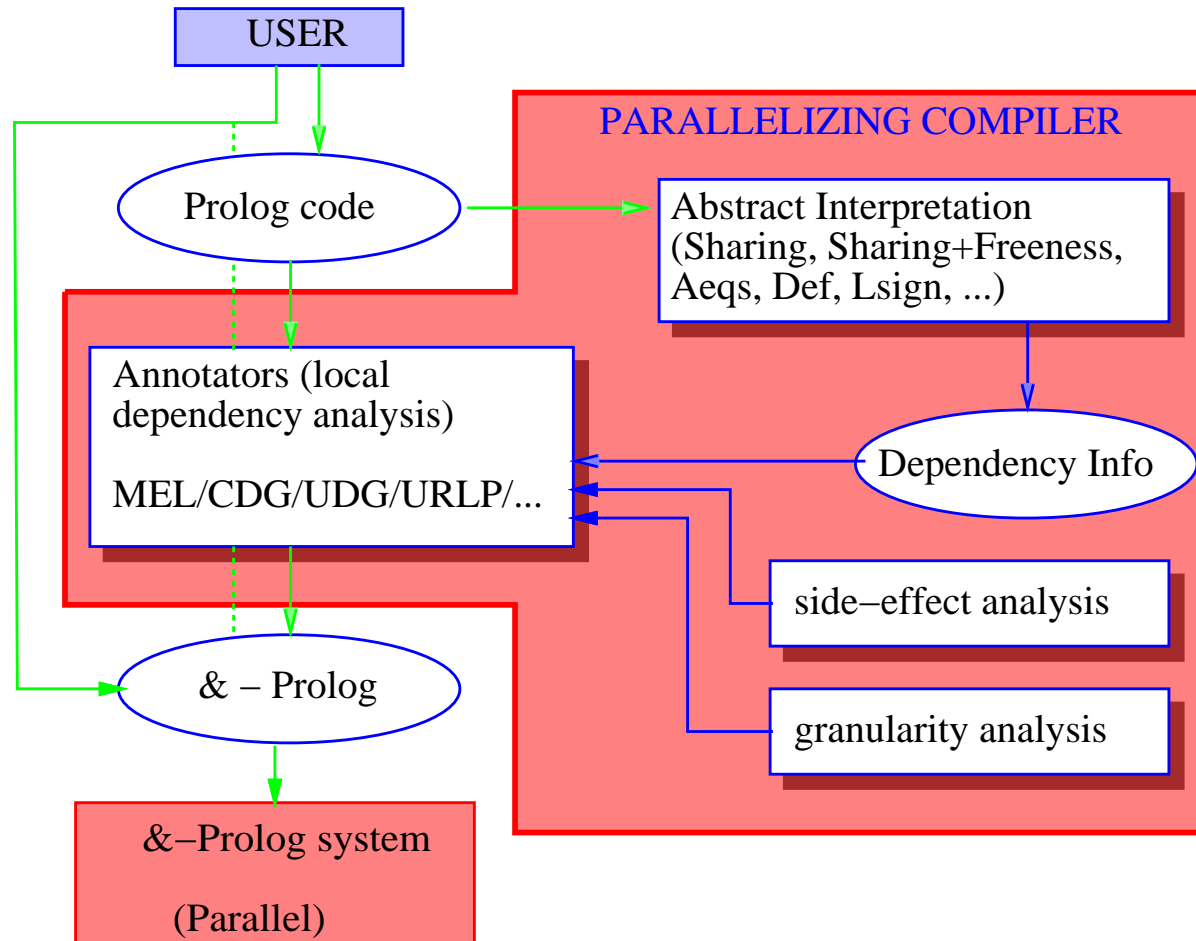 USER
PARALLELIZING COMPILER
Prolog code
Abstract Interpretation
(Sharing, Sharing+Freeness,
Aeqs, Def, Lsign, ...)
Annotators (local
dependency analysis)
MEL/CDG/UDG/URLP/...
Dependency Info
side−effect analysis
& − Prolog
granularity analysis
&−Prolog system
(Parallel)